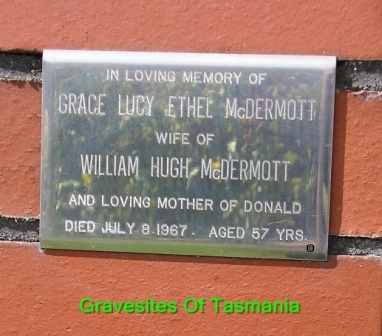 IN LOVING MEMORY OF
GRACE LUCY ETHEL McDERMOTT
WIFE OF
WILLIAM HUGH McDERMOTT
AND LOVING MOTHER OF DONALD
DIED JULY 8.1967. AGED 57 YRS.
Gravesites Of Tasmania